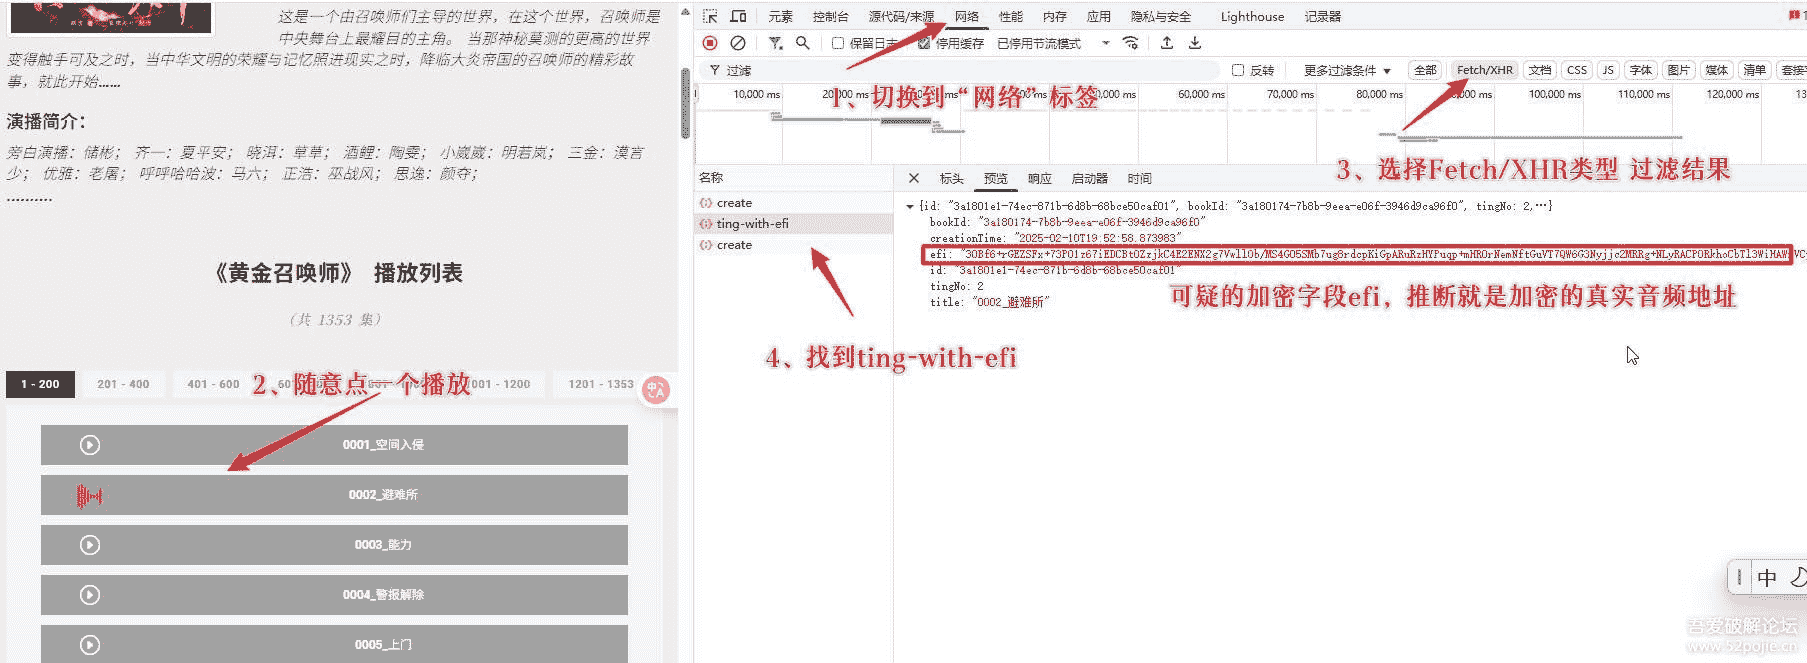 这是一个由召唤师们主导的世界，在这个世界，召唤师是
中央舞台上最耀目的主角。 当那神秘莫测的更高的世界
变得触手可及之时，当中华文明的荣耀与记忆照进现实之时，降临大炎帝国的召唤师的精彩故
事，就此开始……
演播简介：
旁白演播：储彬； 齐一：夏平安； 晓洱：草草； 酒鲤：陶雯； 小崴崴：明若岚； 三金：漠言
少； 优雅：老屠； 呼呼哈哈波：马六； 正浩：巫战风； 思逸：颜夺；
..........
《黄金召唤师》 播放列表
（共 1353 集）
1 - 200
201 - 400
401 - 600
1001 - 1200
1201 - 1353
2、随意点一个播放
0001_空间入侵
0002_避难所
0003_能力
0004_警报解除
0005_上门
元素 控制台 源代码/来源 网络 性能 内存 应用 隐私与安全 Lighthouse 记录器
保留日志 停用缓存 已停用节流模式
过滤 反转 更多过滤条件 全部 Fetch/XHR 文档 CSS JS 字体 图片 媒体 清单
10,000 ms 60,000 ms 80,000 ms 100,000 ms 110,000 ms 120,000 ms
1、切换到“网络”标签
3、选择Fetch/XHR类型 过滤结果
名称
标头 预览 响应 启动器 时间
create
ting-with-efi
create
{id: "3a1801e1-74ec-871b-6d8b-68bce50caf01", bookId: "3a180174-7b8b-9eea-e06f-3946d9ca96f0", tingNo: 2,…}
bookId: "3a180174-7b8b-9eea-e06f-3946d9ca96f0"
creationTime: "2025-02-10T19:52:58.873983"
efi:
id: "3a1801e1-74ec-871b-6d8b-68bce50caf01"
tingNo: 2
title: "0002_避难所"
可疑的加密字段efi，推断就是加密的真实音频地址
4、找到ting-with-efi
中
吾爱破解论坛
www.52pojie.cn